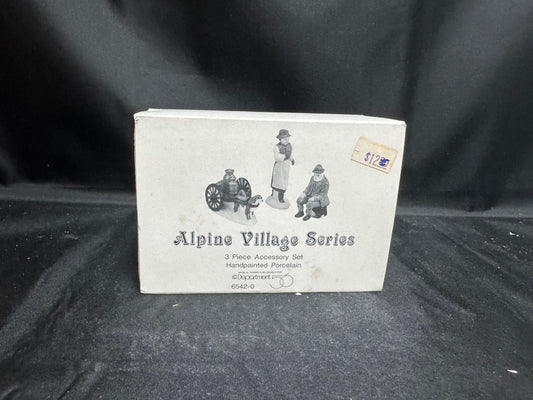 $12
Alpine Village Series
3 Piece Accessory Set
Handpainted Porcelain
©Department 56
6542-0